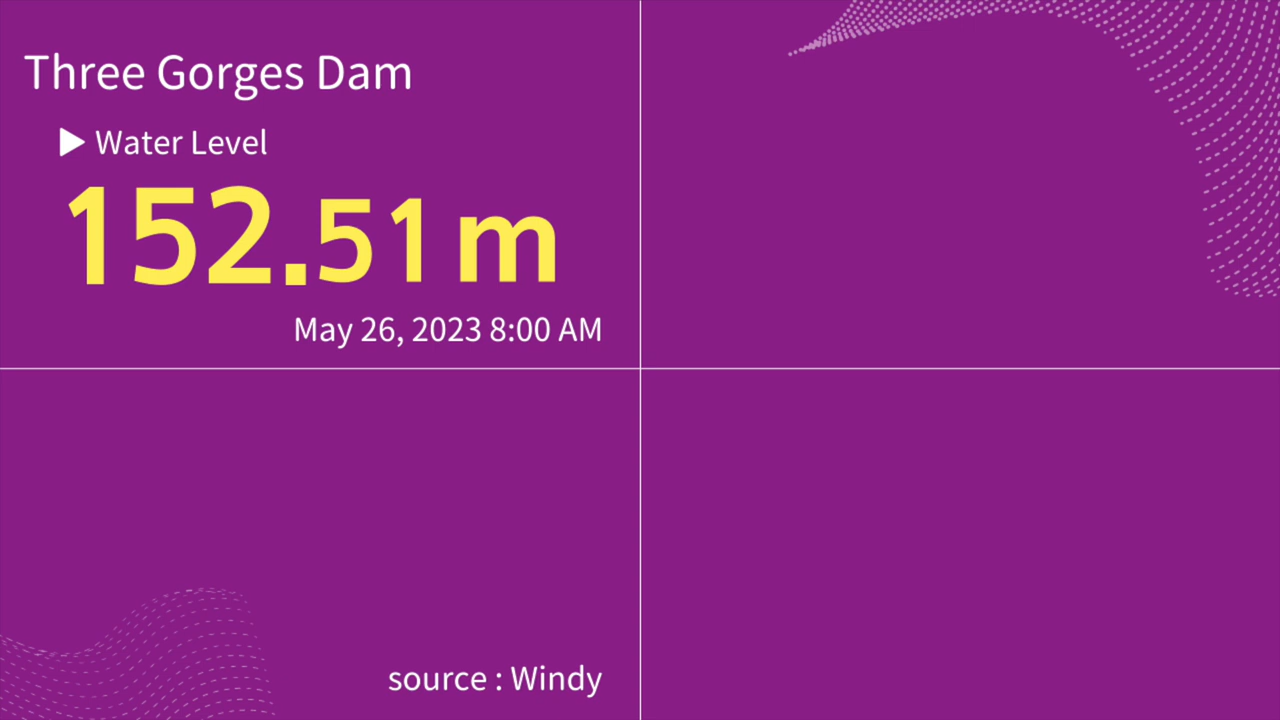 Three Gorges Dam
▶ Water Level
152.51 m
May 26, 2023 8:00 AM
source : Windy